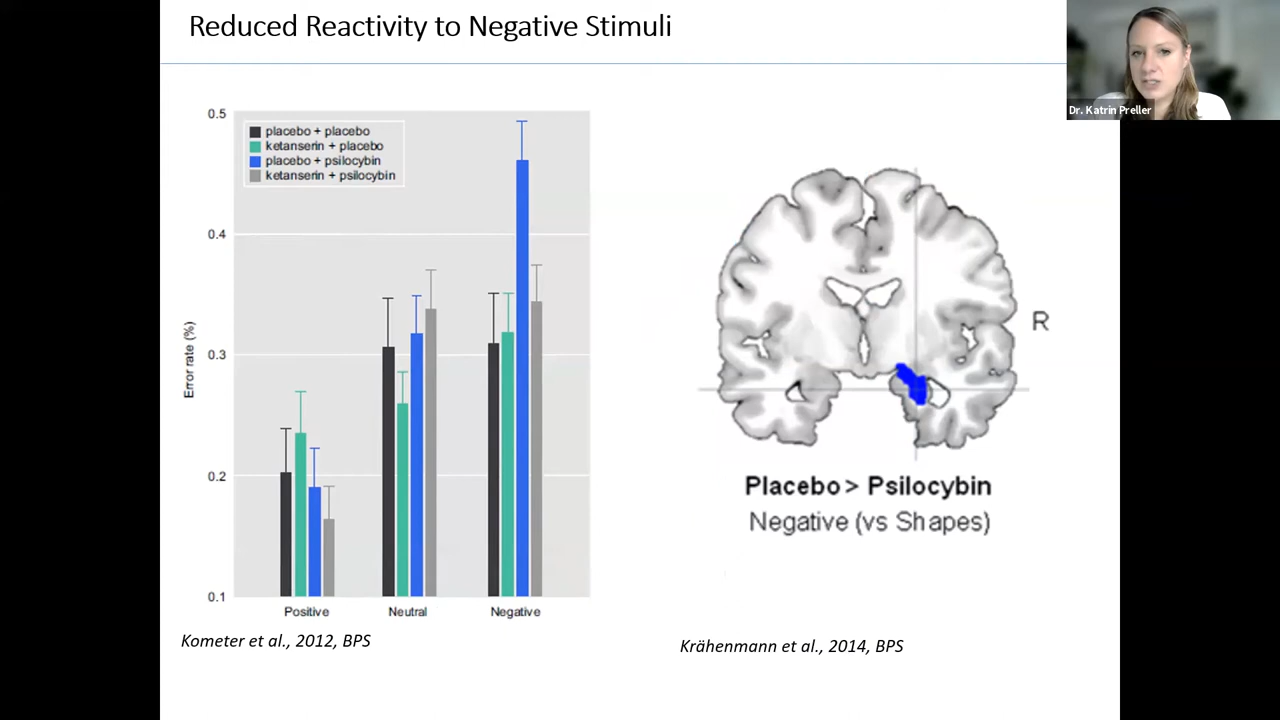 Reduced Reactivity to Negative Stimuli
Dr. Katrin Preller
0.5
placebo + placebo
ketanserin + placebo
placebo + psilocybin
ketanserin + psilocybin
0.4
0.3
0.2
0.1
Error rate (%)
Positive Neutral Negative
Kometer et al., 2012, BPS
R
Placebo > Psilocybin
Negative (vs Shapes)
Krähenmann et al., 2014, BPS